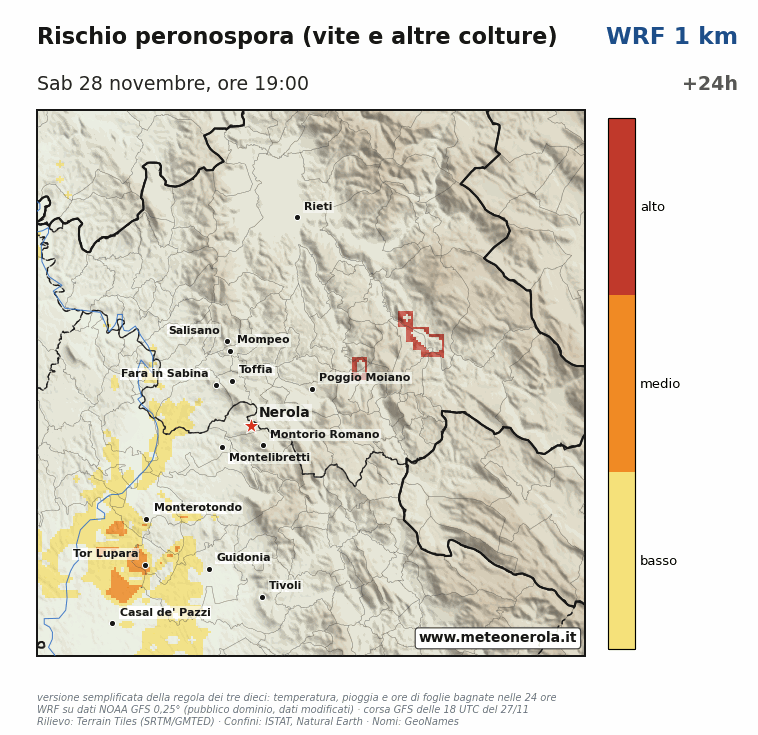 Rischio peronospora (vite e altre colture)
WRF 1 km
Sab 28 novembre, ore 19:00
+24h
Rieti
alto
Salisano
Mompeo
Fara in Sabina
Toffia
Poggio Moiano
medio
Nerola
Montorio Romano
Montelibretti
Monterotondo
Tor Lupara
Guidonia
basso
Tivoli
Casal de' Pazzi
www.meteonerola.it
versione semplificata della regola dei tre dieci: temperatura, pioggia e ore di foglie bagnate nelle 24 ore
WRF su dati NOAA GFS 0,25° (pubblico dominio, dati modificati) · corsa GFS delle 18 UTC del 27/11
Rilievo: Terrain Tiles (SRTM/GMTED) · Confini: ISTAT, Natural Earth · Nomi: GeoNames